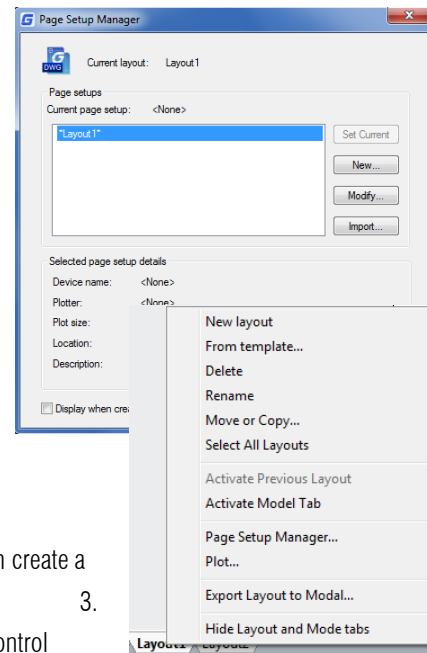 Page Setup Manager
DWG
Current layout: Layout1
Page setups
Current page setup: <None>
*Layout1*
Set Current
New...
Modify...
Import...
Selected page setup details
Device name: <None>
Plotter: <None>
Plot size:
Location:
Description:
Display when crea
New layout
From template...
Delete
Rename
Move or Copy...
Select All Layouts
Activate Previous Layout
Activate Model Tab
Page Setup Manager...
Plot...
Export Layout to Modal...
Hide Layout and Mode tabs
Layout1 Layout2
n create a
3.
ontrol